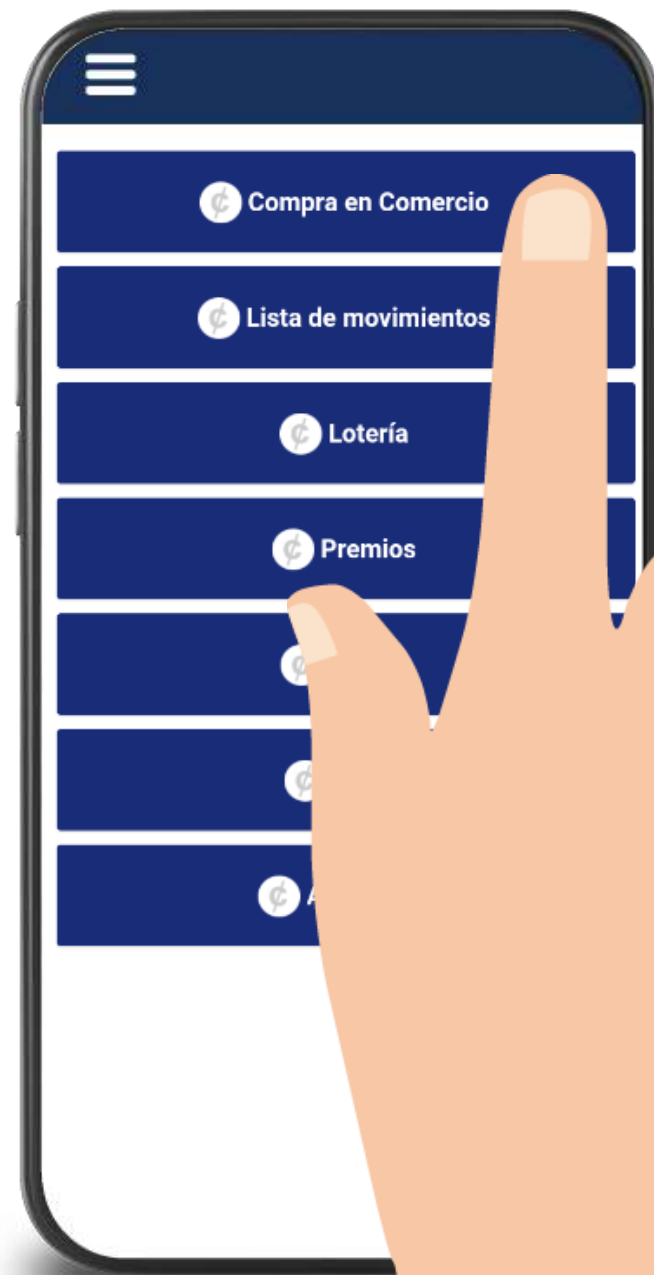 ¢ Compra en Comercio
¢ Lista de movimientos
¢ Lotería
¢ Premios
¢
¢
¢